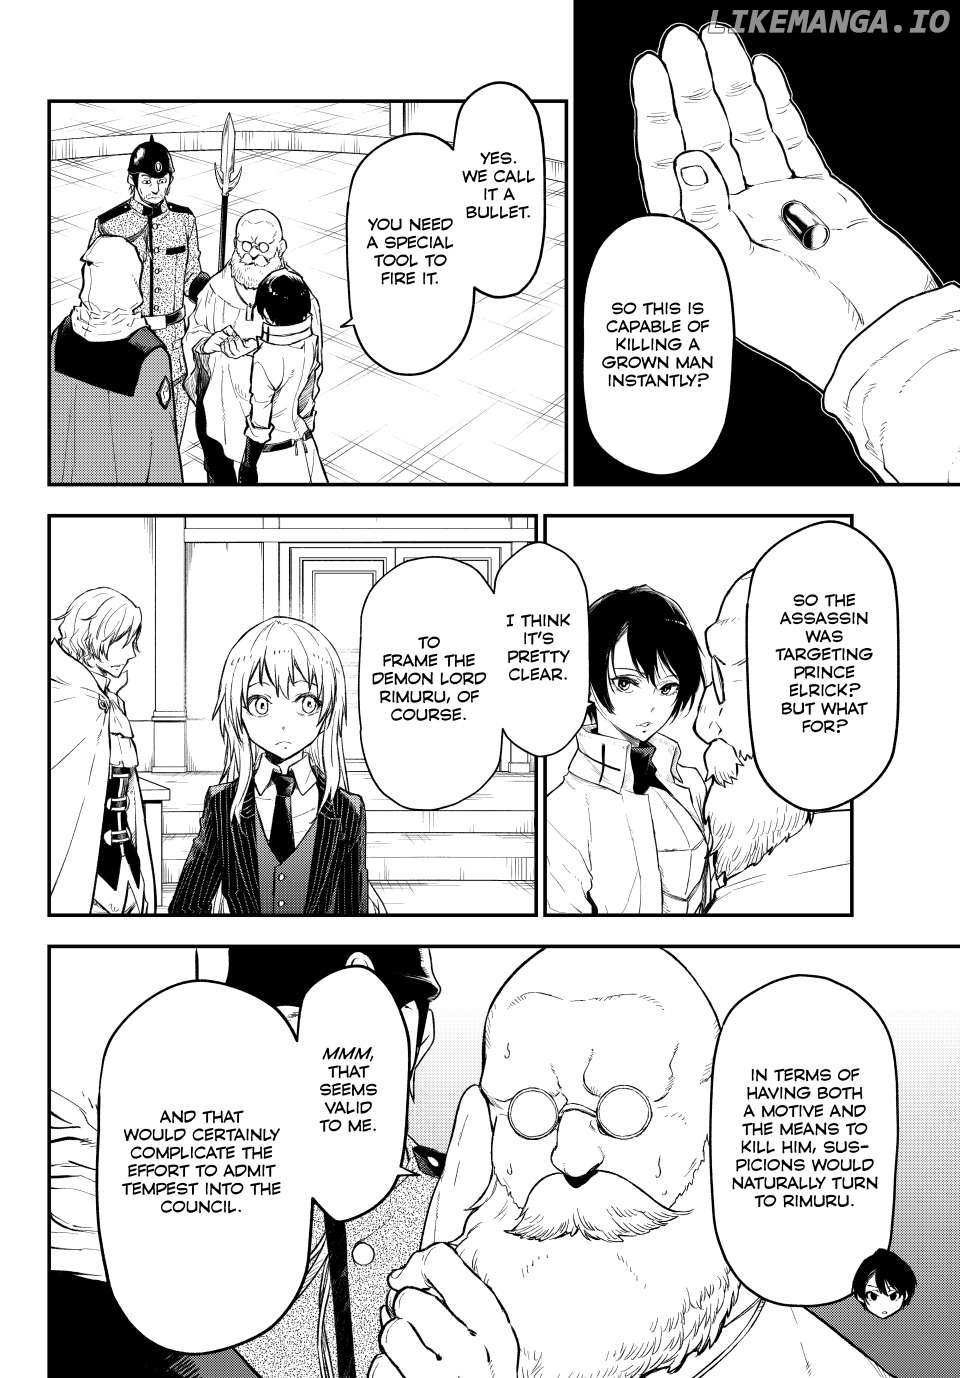 LIKEMANGA.IO
SO THIS IS
CAPABLE OF
KILLING A
GROWN MAN
INSTANTLY?
YES.
WE CALL
IT A
BULLET.
YOU NEED
A SPECIAL
TOOL TO
FIRE IT.
SO THE
ASSASSIN
WAS
TARGETING
PRINCE
ELRICK?
BUT WHAT
FOR?
I THINK
IT'S
PRETTY
CLEAR.
TO
FRAME THE
DEMON LORD
RIMURU, OF
COURSE.
IN TERMS OF
HAVING BOTH
A MOTIVE AND
THE MEANS TO
KILL HIM, SUS-
PICIONS WOULD
NATURALLY TURN
TO RIMURU.
MMM,
THAT
SEEMS
VALID
TO ME.
AND THAT
WOULD CERTAINLY
COMPLICATE THE
EFFORT TO ADMIT
TEMPEST INTO THE
COUNCIL.